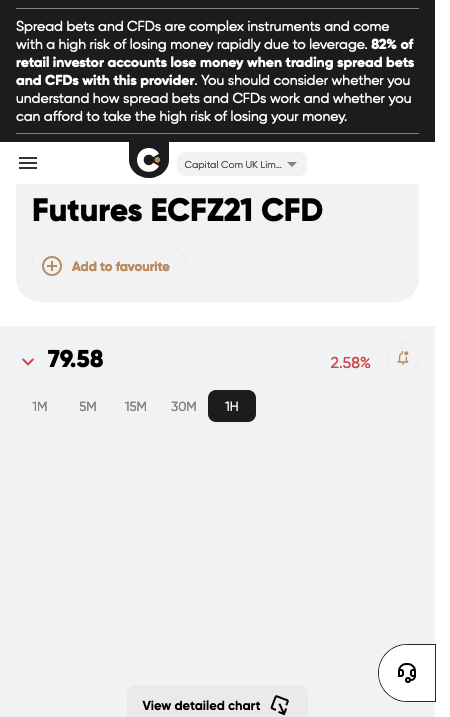 Spread bets and CFDs are complex instruments and come
with a high risk of losing money rapidly due to leverage. 82% of
retail investor accounts lose money when trading spread bets
and CFDs with this provider. You should consider whether you
understand how spread bets and CFDs work and whether you
can afford to take the high risk of losing your money.
Capital Com UK Lim...
Futures ECFZ21 CFD
Add to favourite
79.58
2.58%
1M 5M 15M 30M 1H
View detailed chart